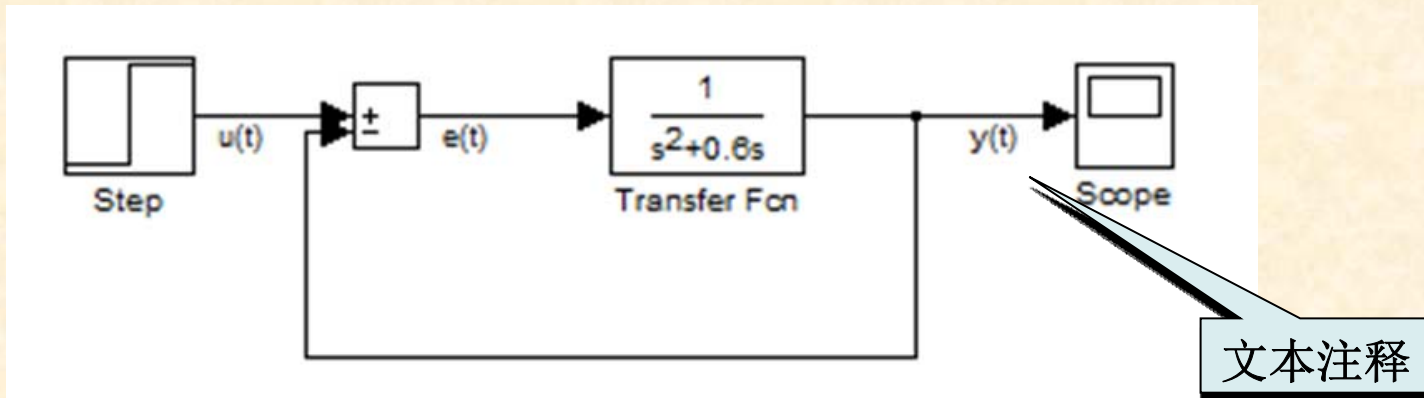 1
s²+0.6s
+
−
u(t)
e(t)
y(t)
Step
Transfer Fcn
Scope
文本注释